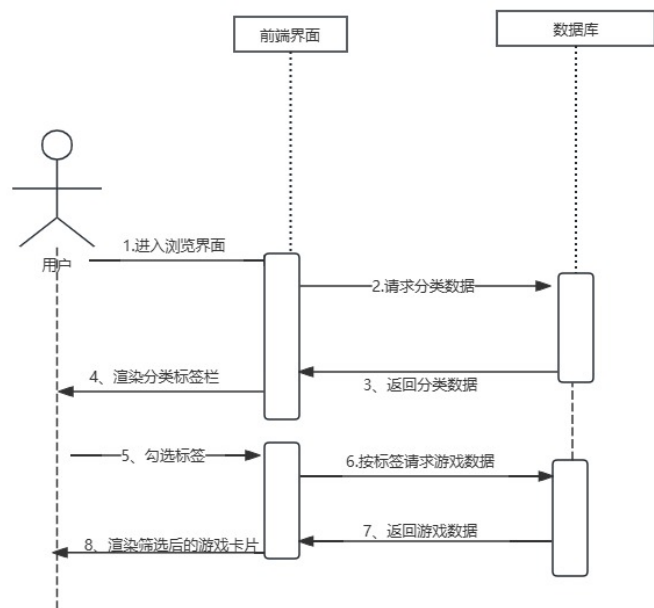 前端界面
数据库
用户
1.进入浏览界面
2.请求分类数据
3、返回分类数据
4、渲染分类标签栏
5、勾选标签
6.按标签请求游戏数据
7、返回游戏数据
8、渲染筛选后的游戏卡片